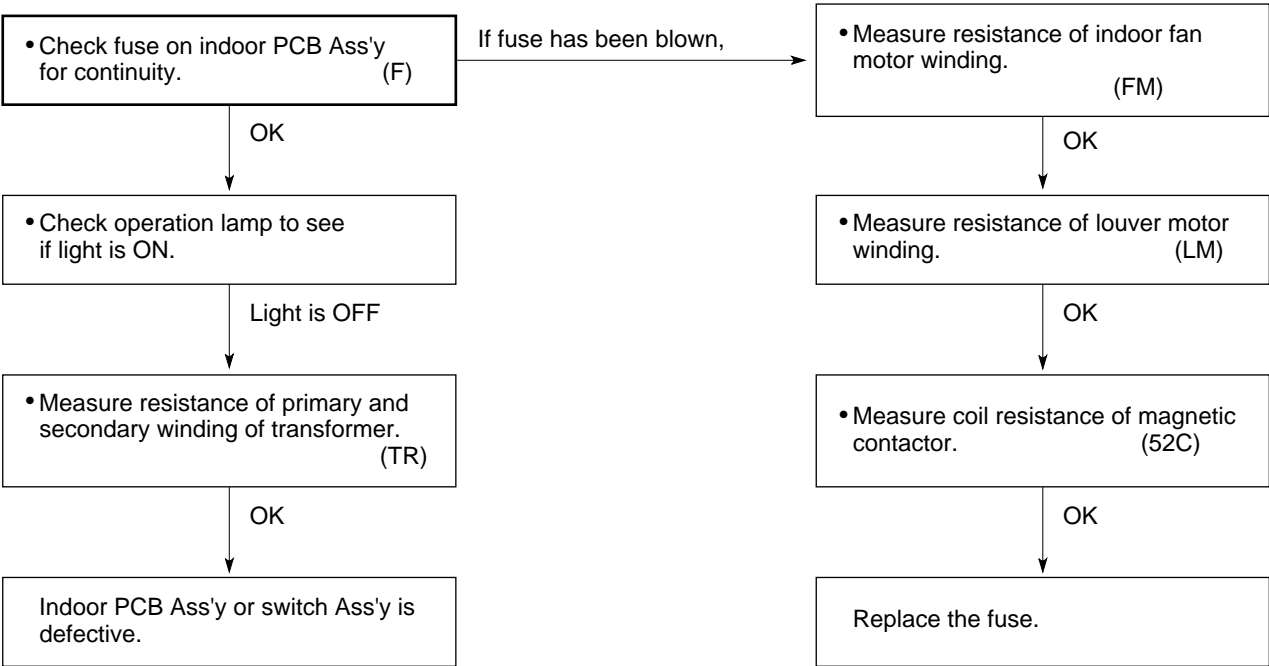 • Check fuse on indoor PCB Ass'y
for continuity. (F)
If fuse has been blown,
• Measure resistance of indoor fan
motor winding.
(FM)
OK
OK
• Check operation lamp to see
if light is ON.
• Measure resistance of louver motor
winding. (LM)
Light is OFF
OK
• Measure resistance of primary and
secondary winding of transformer.
(TR)
• Measure coil resistance of magnetic
contactor. (52C)
OK
OK
Indoor PCB Ass'y or switch Ass'y is
defective.
Replace the fuse.